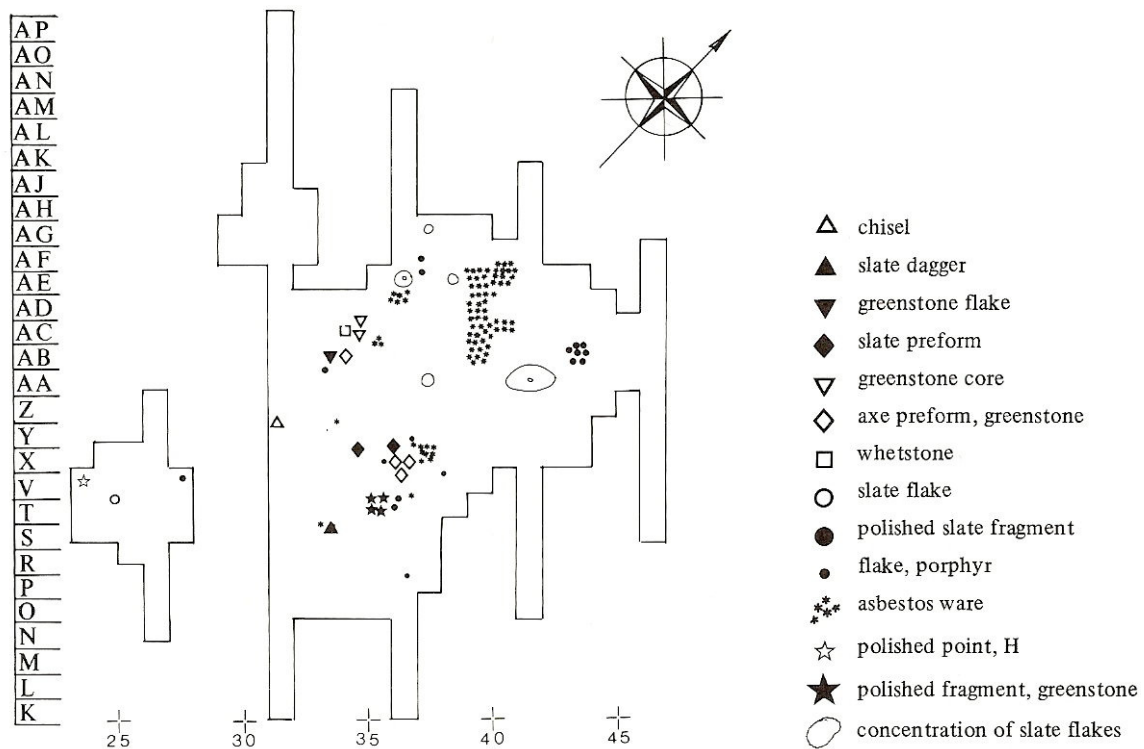 AP
AO
AN
AM
AL
AK
AJ
AH
AG
AF
AE
AD
AC
AB
AA
Z
Y
X
V
T
S
R
P
O
N
M
L
K
25 30 35 40 45
chisel
slate dagger
greenstone flake
slate preform
greenstone core
axe preform, greenstone
whetstone
slate flake
polished slate fragment
flake, porphyr
asbestos ware
polished point, H
polished fragment, greenstone
concentration of slate flakes